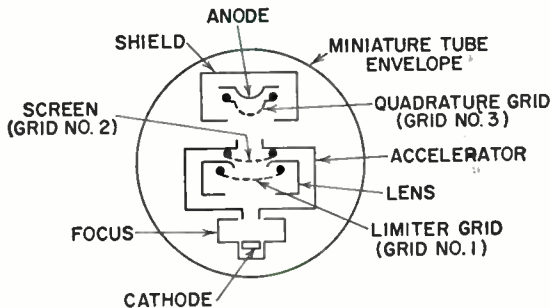 ANODE
SHIELD
MINIATURE TUBE
ENVELOPE
SCREEN
(GRID NO. 2)
QUADRATURE GRID
(GRID NO. 3)
ACCELERATOR
LENS
FOCUS
LIMITER GRID
(GRID NO. 1)
CATHODE